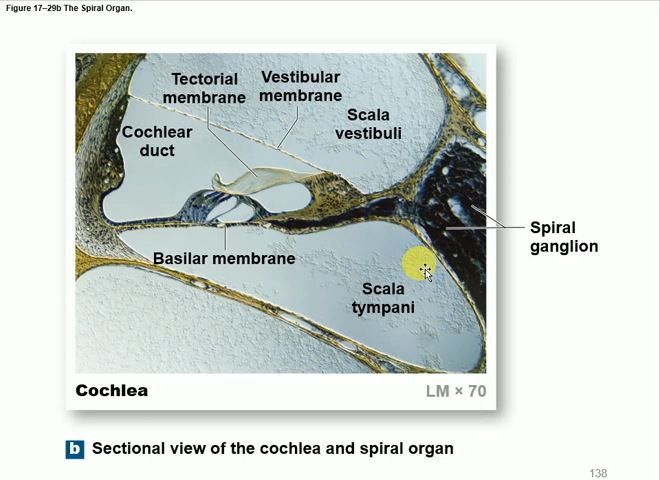 Figure 17–29b The Spiral Organ.
Tectorial
membrane
Vestibular
membrane
Scala
vestibuli
Cochlear
duct
Spiral
ganglion
Basilar membrane
Scala
tympani
Cochlea
LM × 70
b Sectional view of the cochlea and spiral organ
138